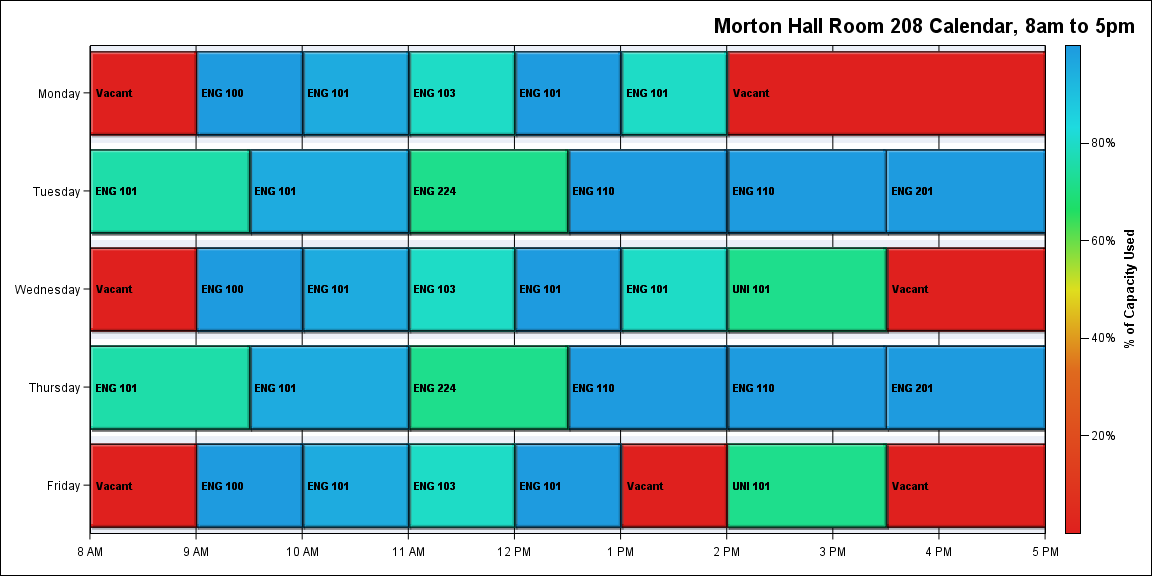 Morton Hall Room 208 Calendar, 8am to 5pm
Monday
Vacant
ENG 100
ENG 101
ENG 103
ENG 101
ENG 101
Vacant
Tuesday
ENG 101
ENG 101
ENG 224
ENG 110
ENG 110
ENG 201
Wednesday
Vacant
ENG 100
ENG 101
ENG 103
ENG 101
ENG 101
UNI 101
Vacant
Thursday
ENG 101
ENG 101
ENG 224
ENG 110
ENG 110
ENG 201
Friday
Vacant
ENG 100
ENG 101
ENG 103
ENG 101
Vacant
UNI 101
Vacant
8 AM
9 AM
10 AM
11 AM
12 PM
1 PM
2 PM
3 PM
4 PM
5 PM
80%
60%
40%
20%
% of Capacity Used